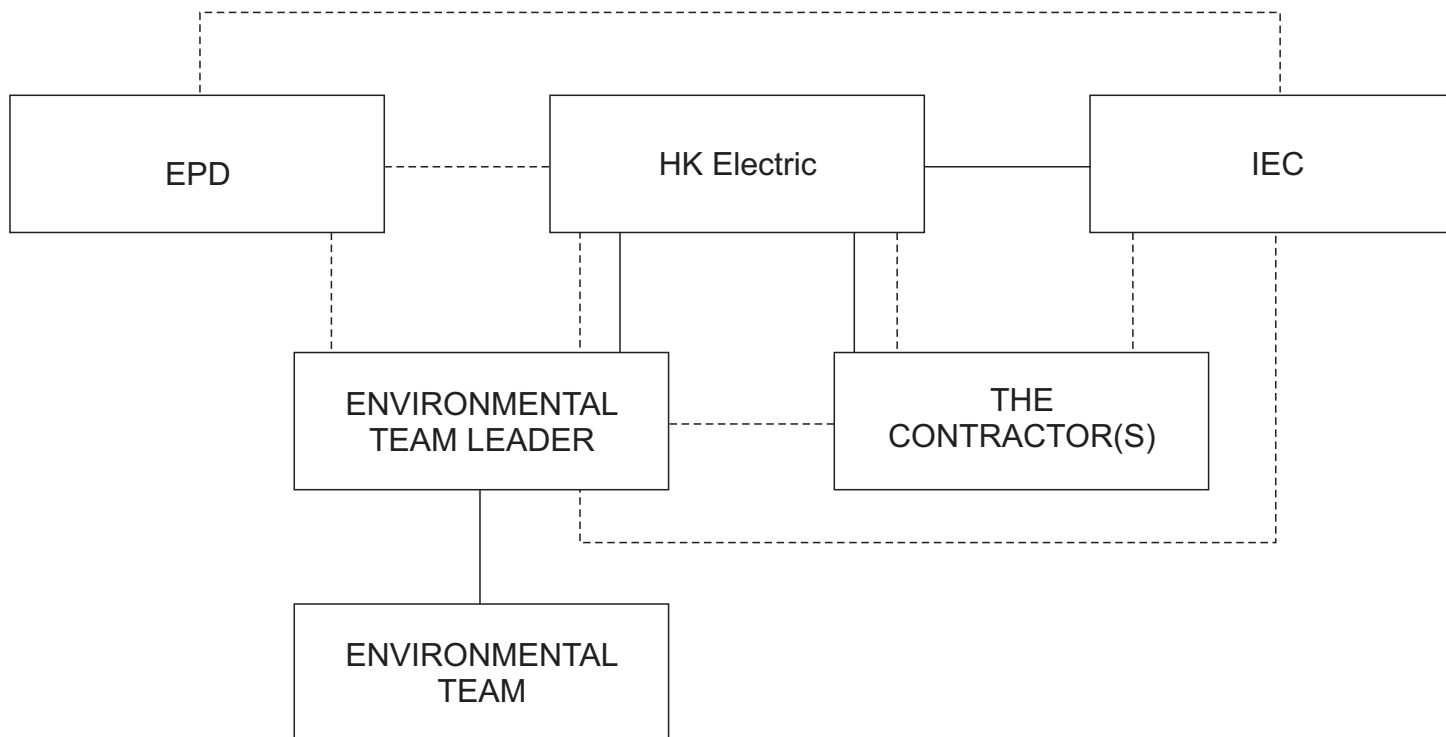 EPD
HK Electric
IEC
ENVIRONMENTAL
TEAM LEADER
THE
CONTRACTOR(S)
ENVIRONMENTAL
TEAM